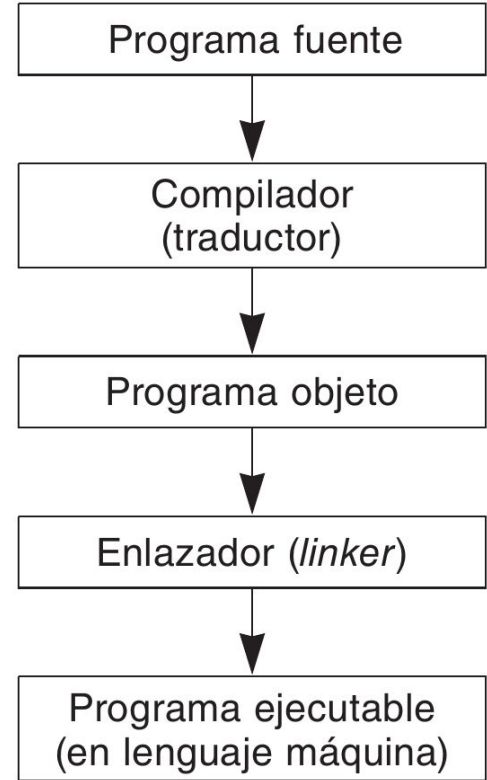 Programa fuente
Compilador
(traductor)
Programa objeto
Enlazador (linker)
Programa ejecutable
(en lenguaje máquina)